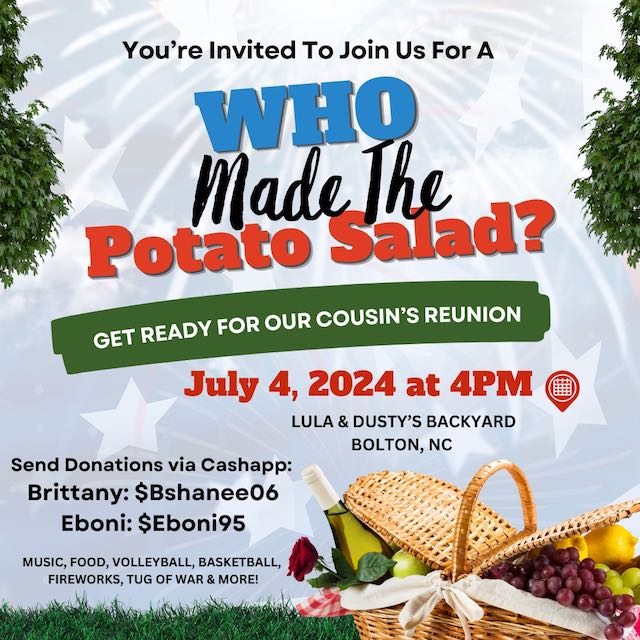 You're Invited To Join Us For A
WHO
Made The
Potato Salad?
GET READY FOR OUR COUSIN'S REUNION
July 4, 2024 at 4PM
LULA & DUSTY'S BACKYARD
BOLTON, NC
Send Donations via Cashapp:
Brittany: $Bshanee06
Eboni: $Eboni95
MUSIC, FOOD, VOLLEYBALL, BASKETBALL,
FIREWORKS, TUG OF WAR & MORE!